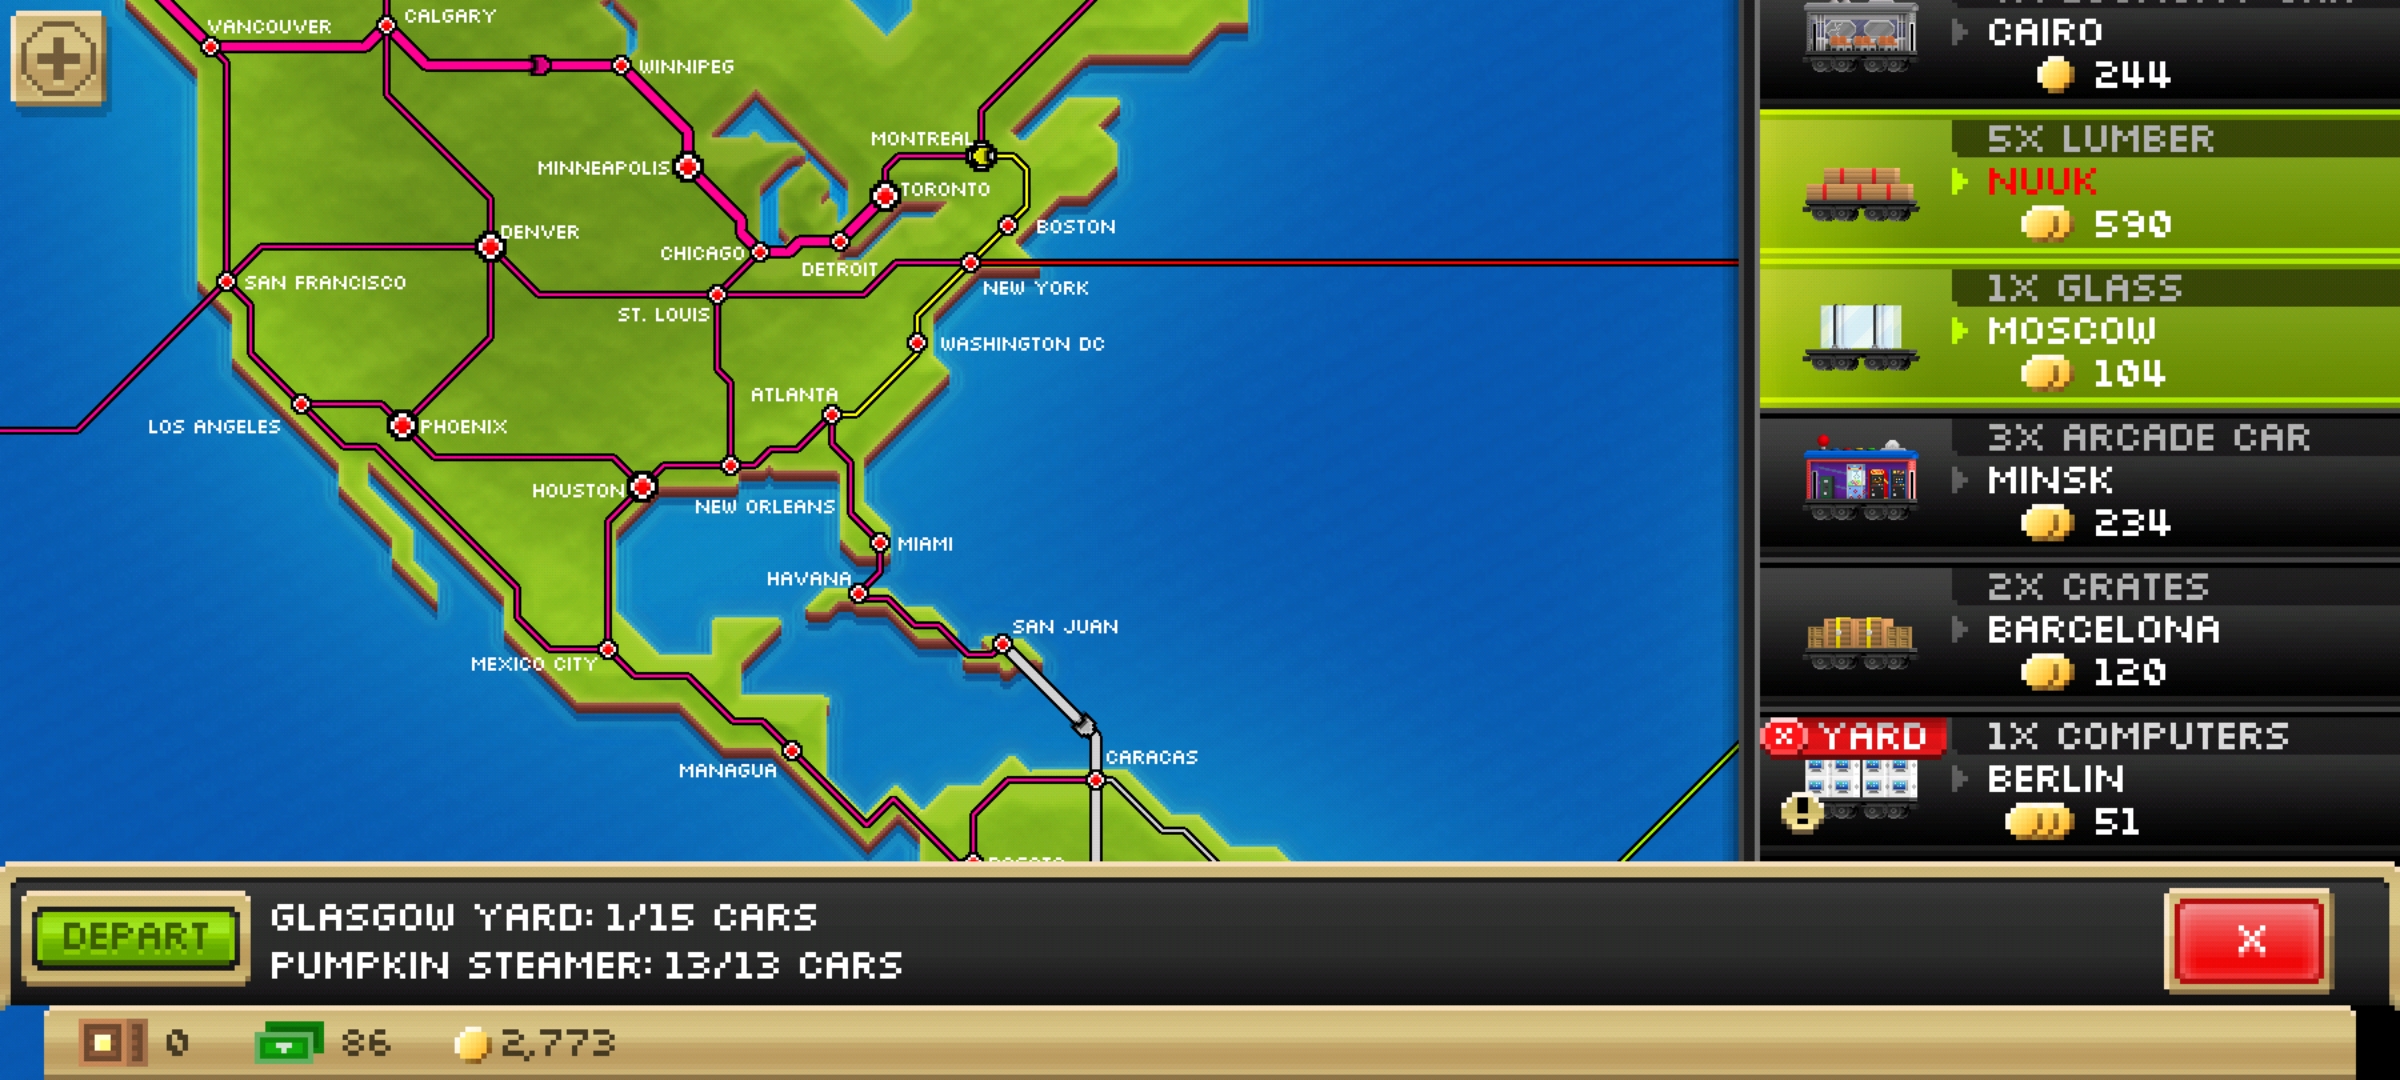 VANCOUVER
CALGARY
WINNIPEG
MINNEAPOLIS
MONTREAL
TORONTO
BOSTON
DENVER
CHICAGO
DETROIT
SAN FRANCISCO
NEW YORK
ST. LOUIS
WASHINGTON DC
ATLANTA
LOS ANGELES
PHOENIX
HOUSTON
NEW ORLEANS
MIAMI
HAVANA
SAN JUAN
MEXICO CITY
CARACAS
MANAGUA
CAIRO
244
5X LUMBER
NUUK
590
1X GLASS
MOSCOW
104
3X ARCADE CAR
MINSK
234
2X CRATES
BARCELONA
120
X YARD
1X COMPUTERS
BERLIN
! 51
DEPART
GLASGOW YARD: 1/15 CARS
PUMPKIN STEAMER: 13/13 CARS
X
0 86 2,773